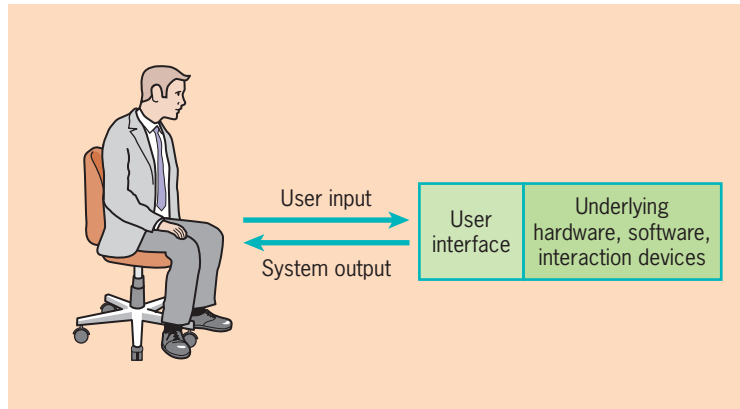 User input
System output
User
interface
Underlying
hardware, software,
interaction devices